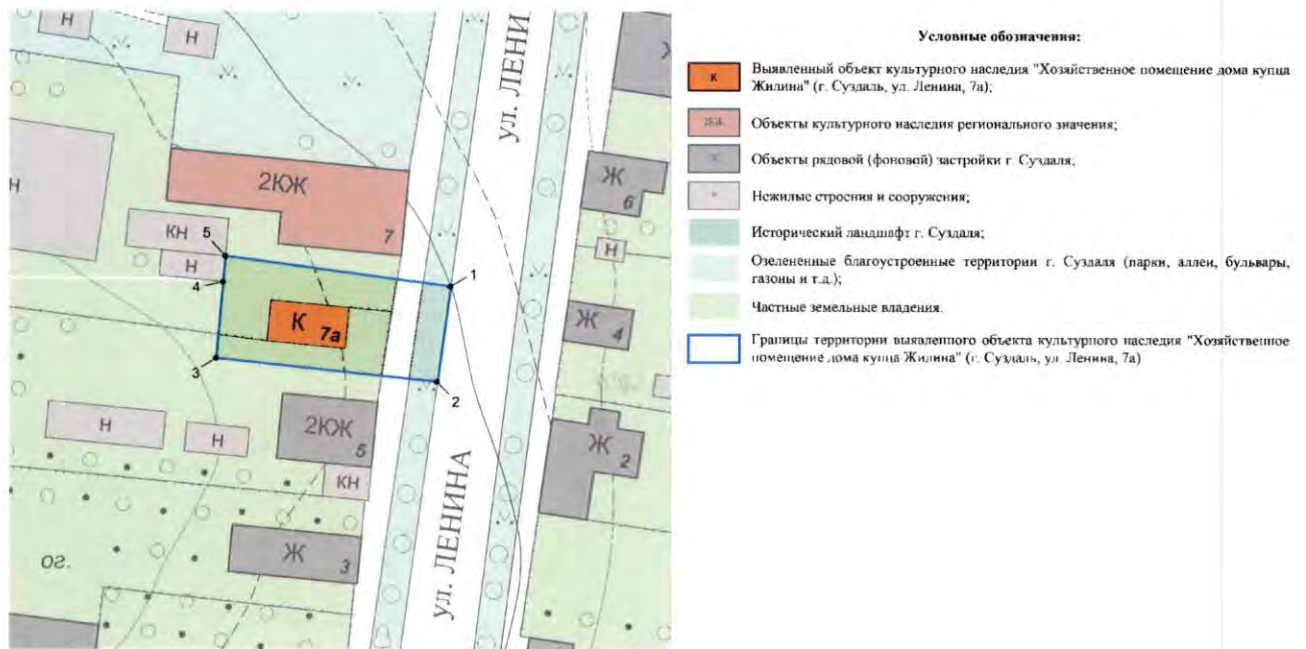 Н
Н
ул. ЛЕНИНА
Ж
Н
2КЖ
7
Ж
6
КН
5
Н
Н
4
1
К
7а
Ж
4
3
2
Н
Н
2КЖ
5
Ж
2
КН
ул. ЛЕНИНА
Ж
3
ог.
Условные обозначения:
К
Выявленный объект культурного наследия "Хозяйственное помещение дома купца
Жилина" (г. Суздаль, ул. Ленина, 7а);
Объекты культурного наследия регионального значения;
Объекты рядовой (фоновой) застройки г. Суздаля;
Нежилые строения и сооружения;
Исторический ландшафт г. Суздаля;
Озелененные благоустроенные территории г. Суздаля (парки, аллеи, бульвары,
газоны и т.д.);
Частные земельные владения.
Границы территории выявленного объекта культурного наследия "Хозяйственное
помещение дома купца Жилина" (г. Суздаль, ул. Ленина, 7а)